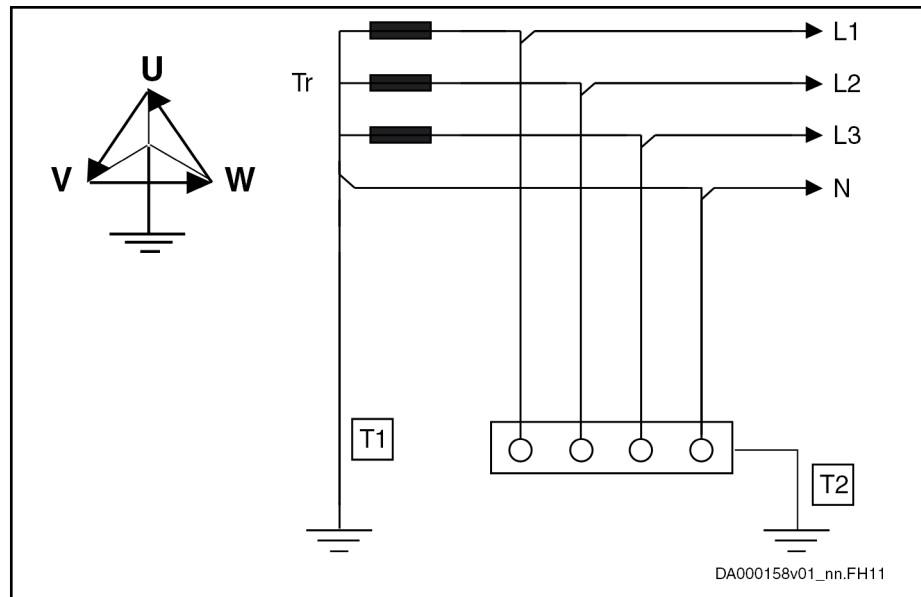 U
V
W
Tr
L1
L2
L3
N
T1
T2
DA000158v01_nn.FH11